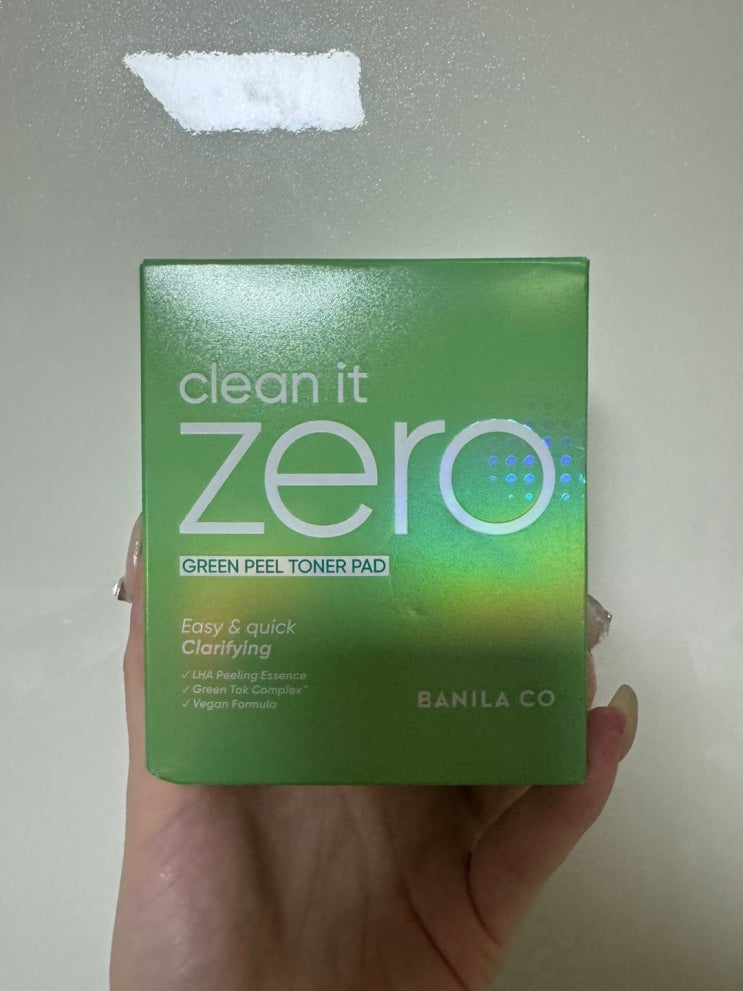 clean it
zero
GREEN PEEL TONER PAD
Easy & quick
Clarifying
✓ LHA Peeling Essence
✓ Green Tok Complex™
✓ Vegan Formula
BANILA CO